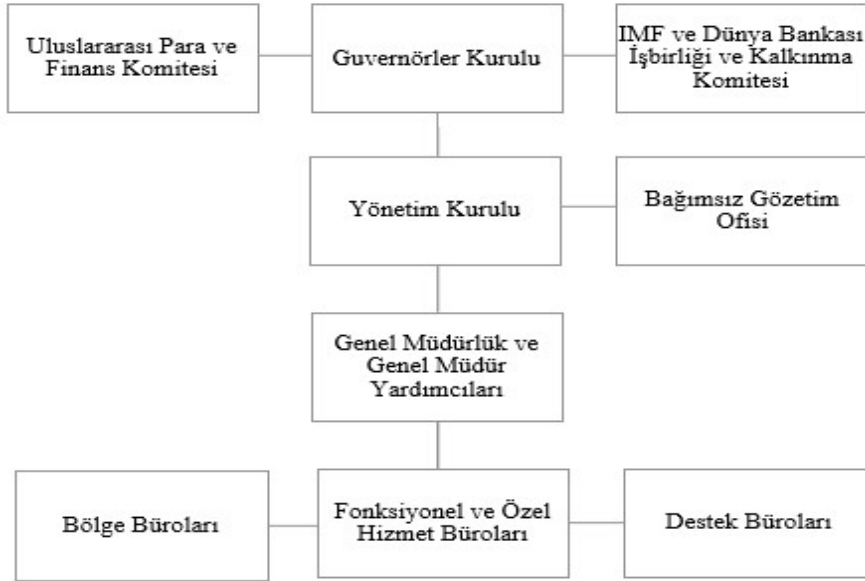 Uluslararası Para ve
Finans Komitesi
Guvernörler Kurulu
IMF ve Dünya Bankası
İşbirliği ve Kalkınma
Komitesi
Yönetim Kurulu
Bağımsız Gözetim
Ofisi
Genel Müdürlük ve
Genel Müdür
Yardımcıları
Bölge Büroları
Fonksiyonel ve Özel
Hizmet Büroları
Destek Büroları